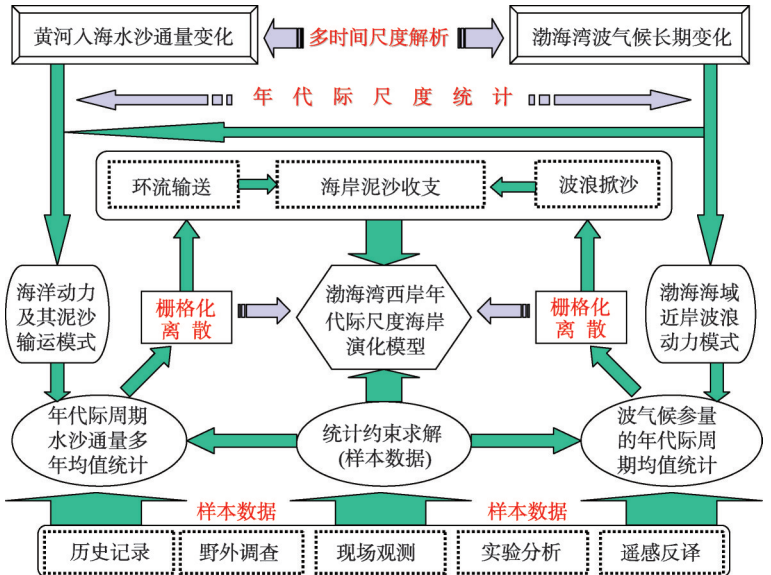 黄河入海水沙通量变化
多时间尺度解析
渤海湾波气候长期变化
年代际尺度统计
环流输送
海岸泥沙收支
波浪掀沙
海洋动力
及其泥沙
输运模式
栅格化
离散
渤海湾西岸年
代际尺度海岸
演化模型
栅格化
离散
渤海海域
近岸波浪
动力模式
年代际周期
水沙通量多
年均值统计
统计约束求解
(样本数据)
波气候参量
的年代际周
期均值统计
样本数据
样本数据
历史记录
野外调查
现场观测
实验分析
遥感反译